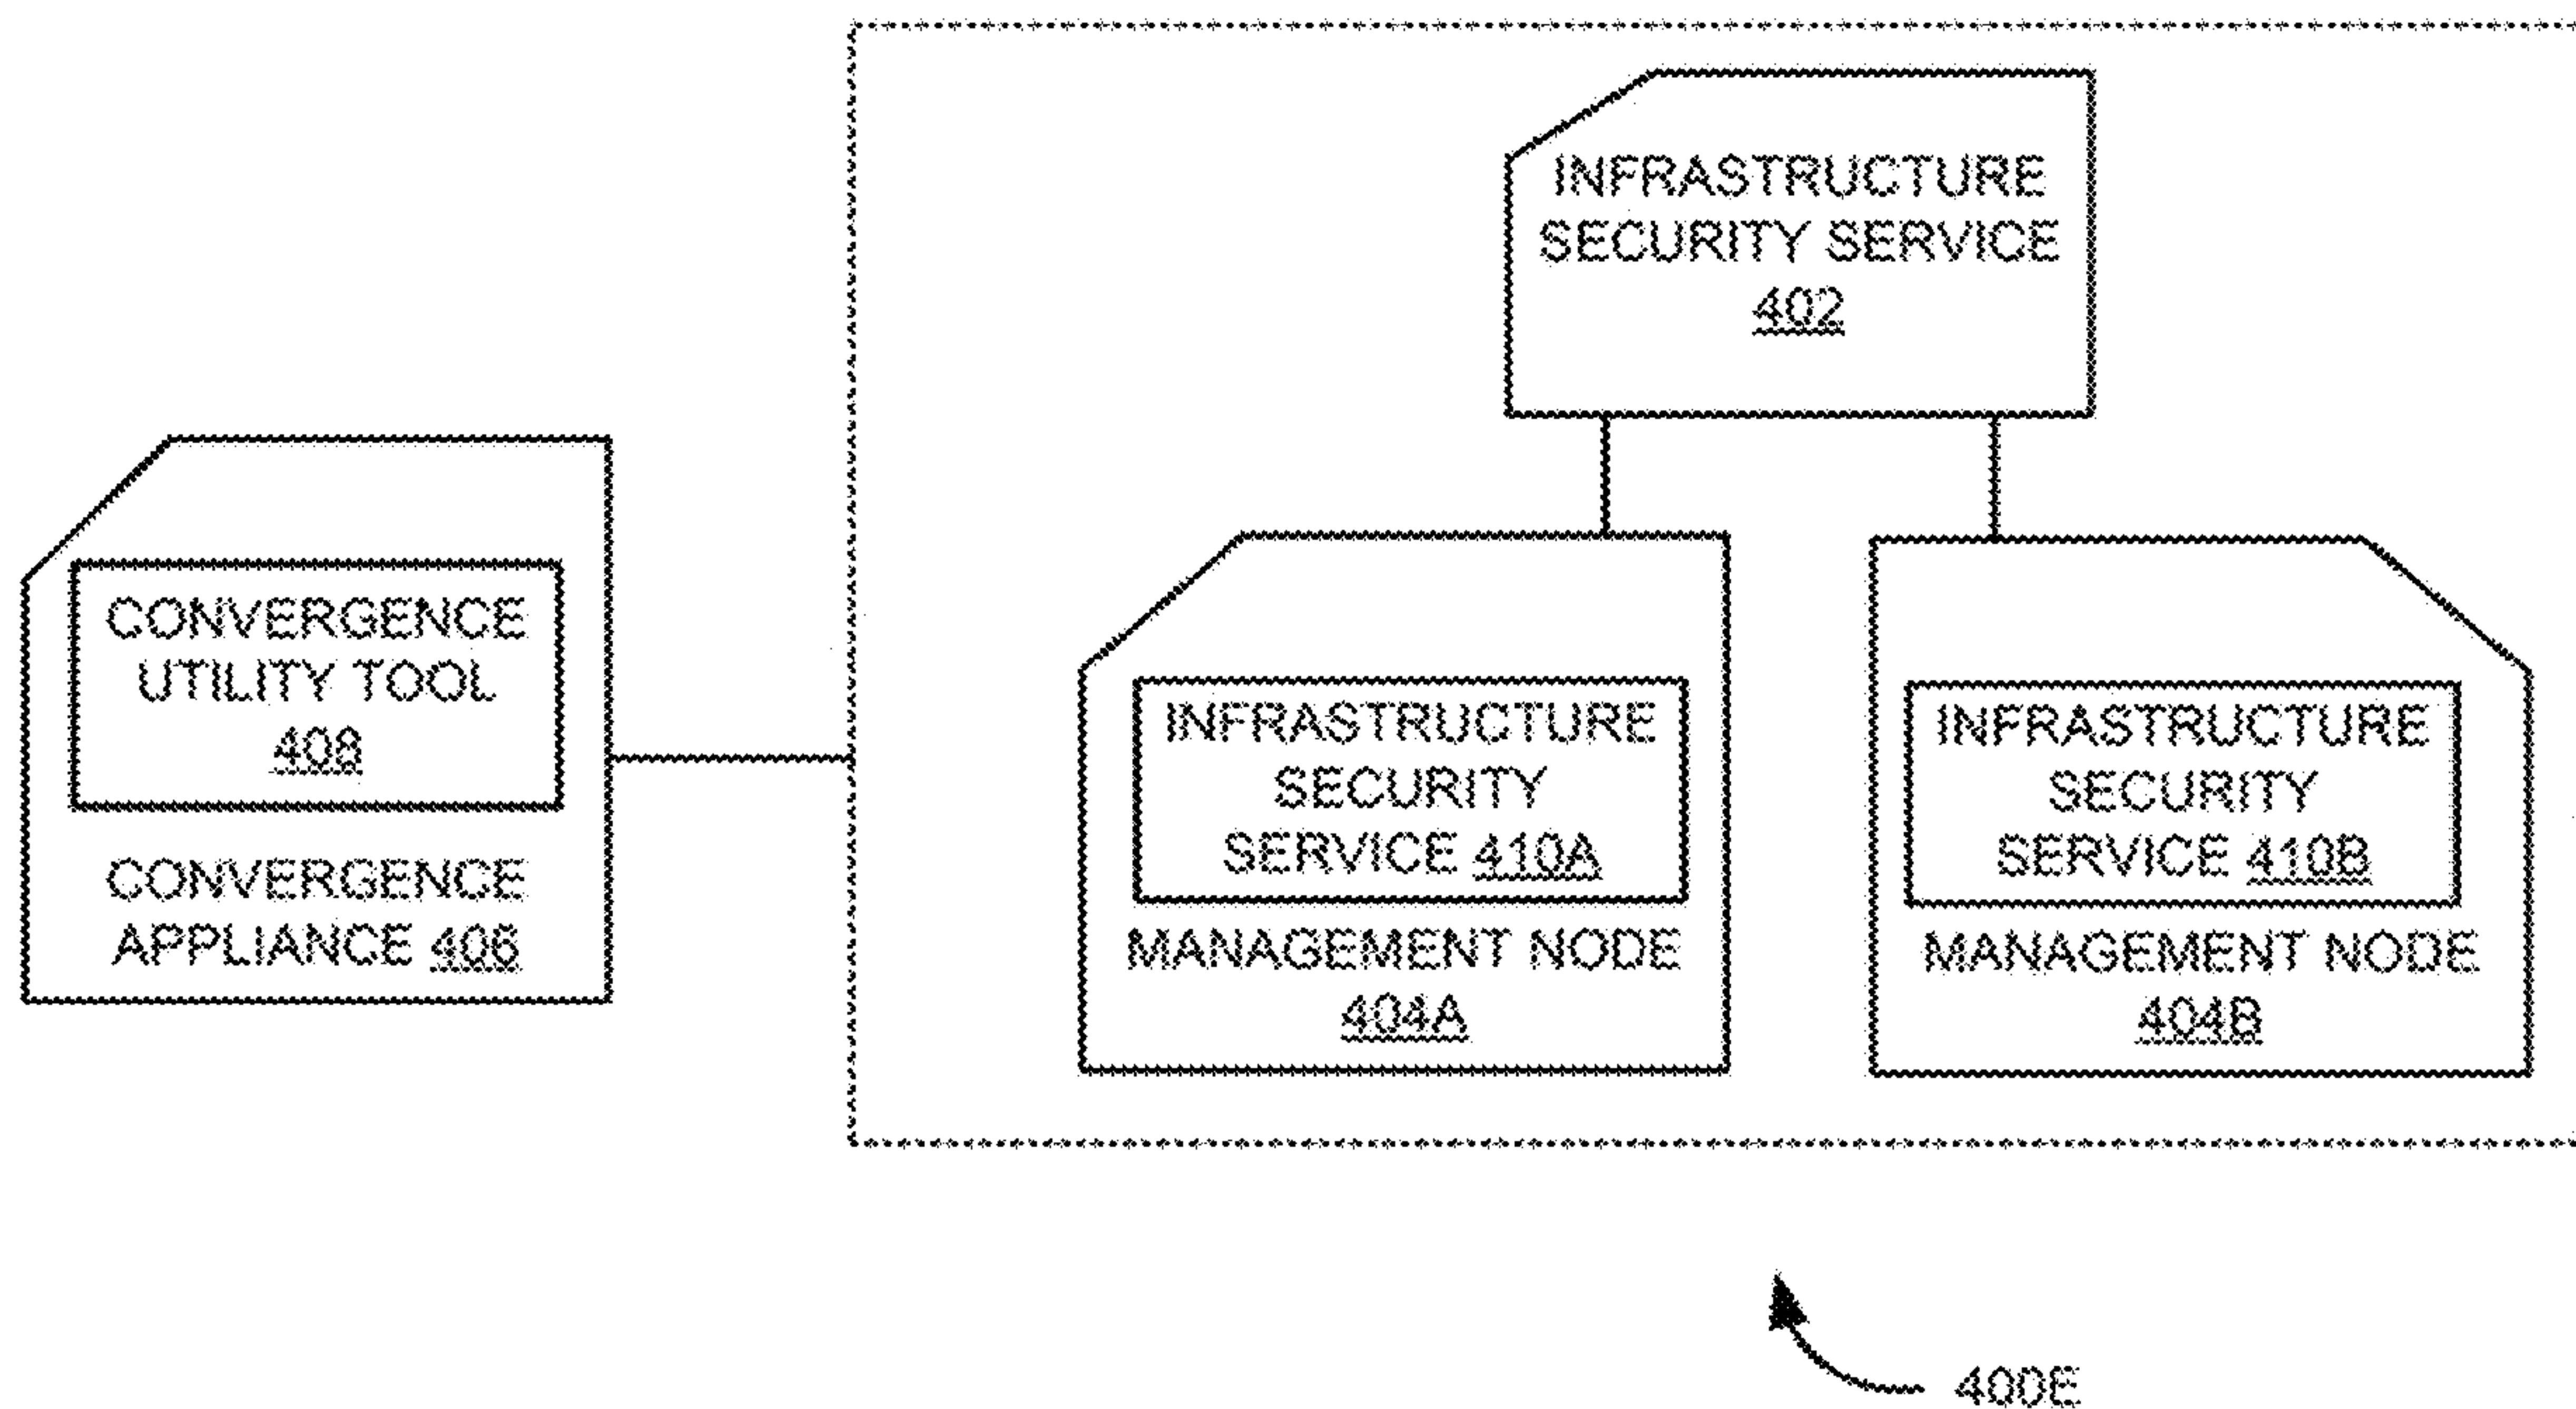 INFRASTRUCTURE
SECURITY SERVICE
402
CONVERGENCE
UTILITY TOOL
408
CONVERGENCE
APPLIANCE 406
INFRASTRUCTURE
SECURITY
SERVICE 410A
MANAGEMENT NODE
404A
INFRASTRUCTURE
SECURITY
SERVICE 410B
MANAGEMENT NODE
404B
400E